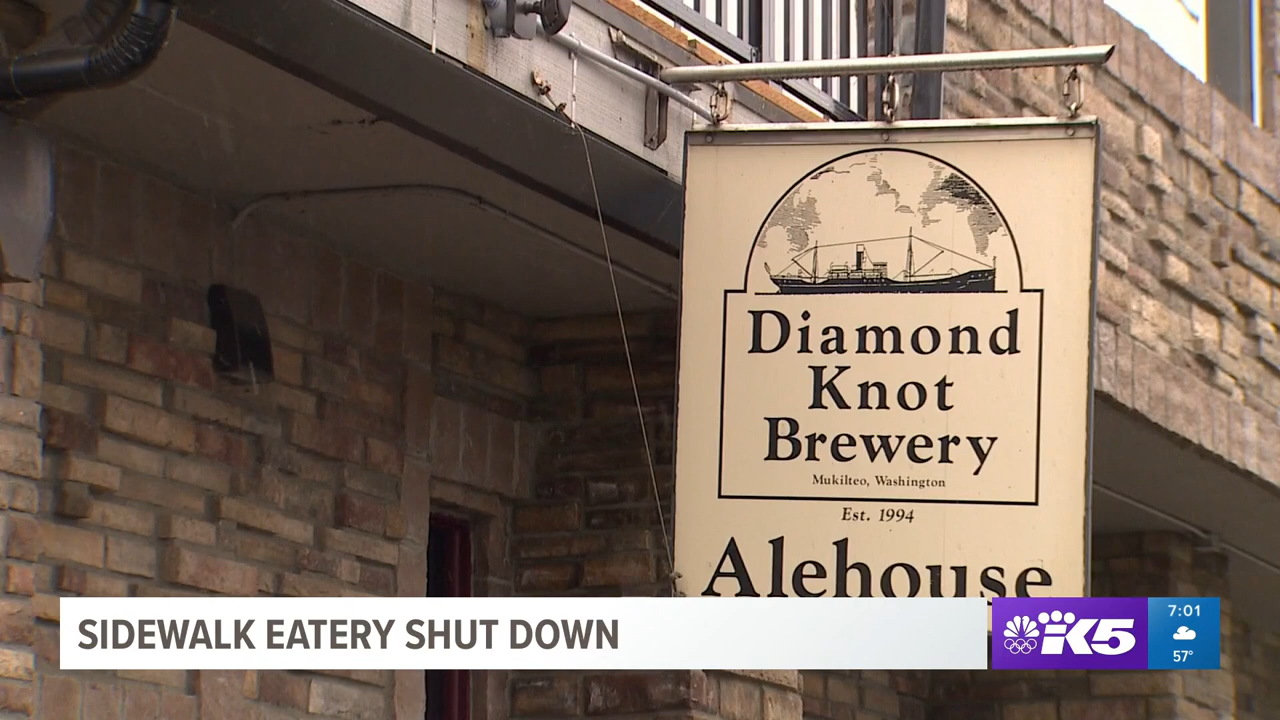 Diamond
Knot
Brewery
Mukilteo, Washington
Est. 1994
Alehouse
SIDEWALK EATERY SHUT DOWN
K5
7:01
57°